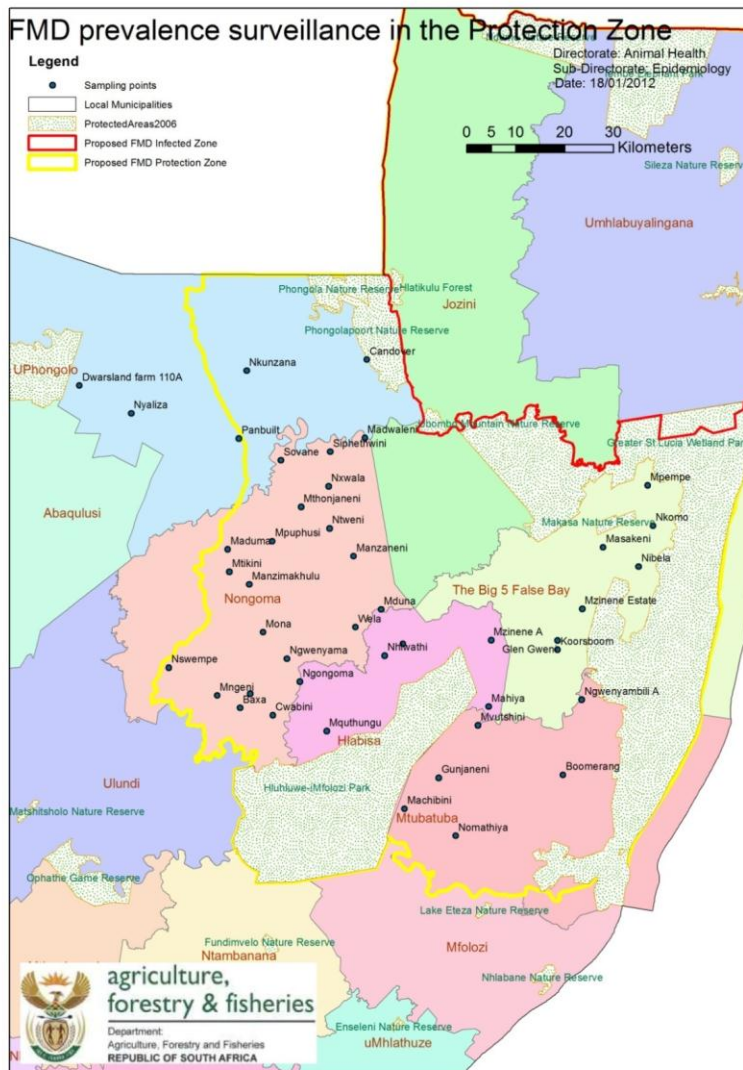 FMD prevalence surveillance in the Protection Zone
Directorate: Animal Health
Sub-Directorate: Epidemiology
Date: 18/01/2012
Legend
Sampling points
Local Municipalities
ProtectedAreas2006
Proposed FMD Infected Zone
Proposed FMD Protection Zone
0 5 10 20 30
Kilometers
Sileza Nature Reserve
Umhlabuyalingana
Phongola Nature Reserve
Hlatikulu Forest
Jozini
Phongolapoort Nature Reserve
Candover
Nkunzana
UPhongolo
Dwarsland farm 110A
Nyaliza
Panbuilt
Madwaleni
Siphethwini
Sovane
Ubombo Mountain Nature Reserve
Greater St Lucia Wetland Park
Nxwala
Mpempe
Mthonjaneni
Abaqulusi
Ntweni
Makasa Nature Reserve
Nkomo
Mpuphusi
Maduma
Masakeni
Manzaneni
Nibela
Mtikini
Manzimakhulu
Nongoma
The Big 5 False Bay
Mduna
Mzinene Estate
Wela
Mona
Mzinene A
Koorsboom
Glen Gweni
Nhlwathi
Ngwenyama
Nswempe
Ngongoma
Mngeni
Baxa
Cwabini
Ngwenyambili A
Mahiya
Mvutshini
Mquthungu
Hlabisa
Gunjaneni
Boomerang
Ulundi
Hluhluwe-iMfolozi Park
Machibini
Mtubatuba
Matshitsholo Nature Reserve
Nomathiya
Ophathe Game Reserve
Lake Eteza Nature Reserve
Fundimvelo Nature Reserve
Ntambanana
Mfolozi
Nhlabane Nature Reserve
Enseleni Nature Reserve
uMhlathuze
agriculture,
forestry & fisheries
Department:
Agriculture, Forestry and Fisheries
REPUBLIC OF SOUTH AFRICA